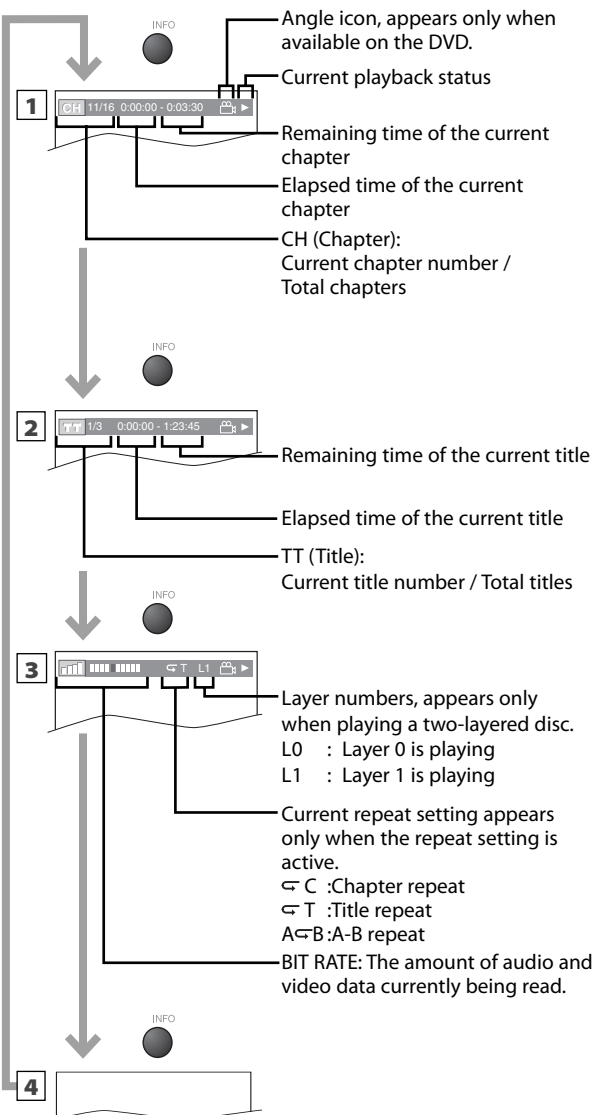 INFO
Angle icon, appears only when
available on the DVD.
Current playback status
1
CH 11/16 0:00:00 - 0:03:30
Remaining time of the current
chapter
Elapsed time of the current
chapter
CH (Chapter):
Current chapter number /
Total chapters
INFO
2
TT 1/3 0:00:00 - 1:23:45
Remaining time of the current title
Elapsed time of the current title
TT (Title):
Current title number / Total titles
INFO
3
T L1
Layer numbers, appears only
when playing a two-layered disc.
L0 : Layer 0 is playing
L1 : Layer 1 is playing
Current repeat setting appears
only when the repeat setting is
active.
C :Chapter repeat
T :Title repeat
A B :A-B repeat
BIT RATE: The amount of audio and
video data currently being read.
INFO
4